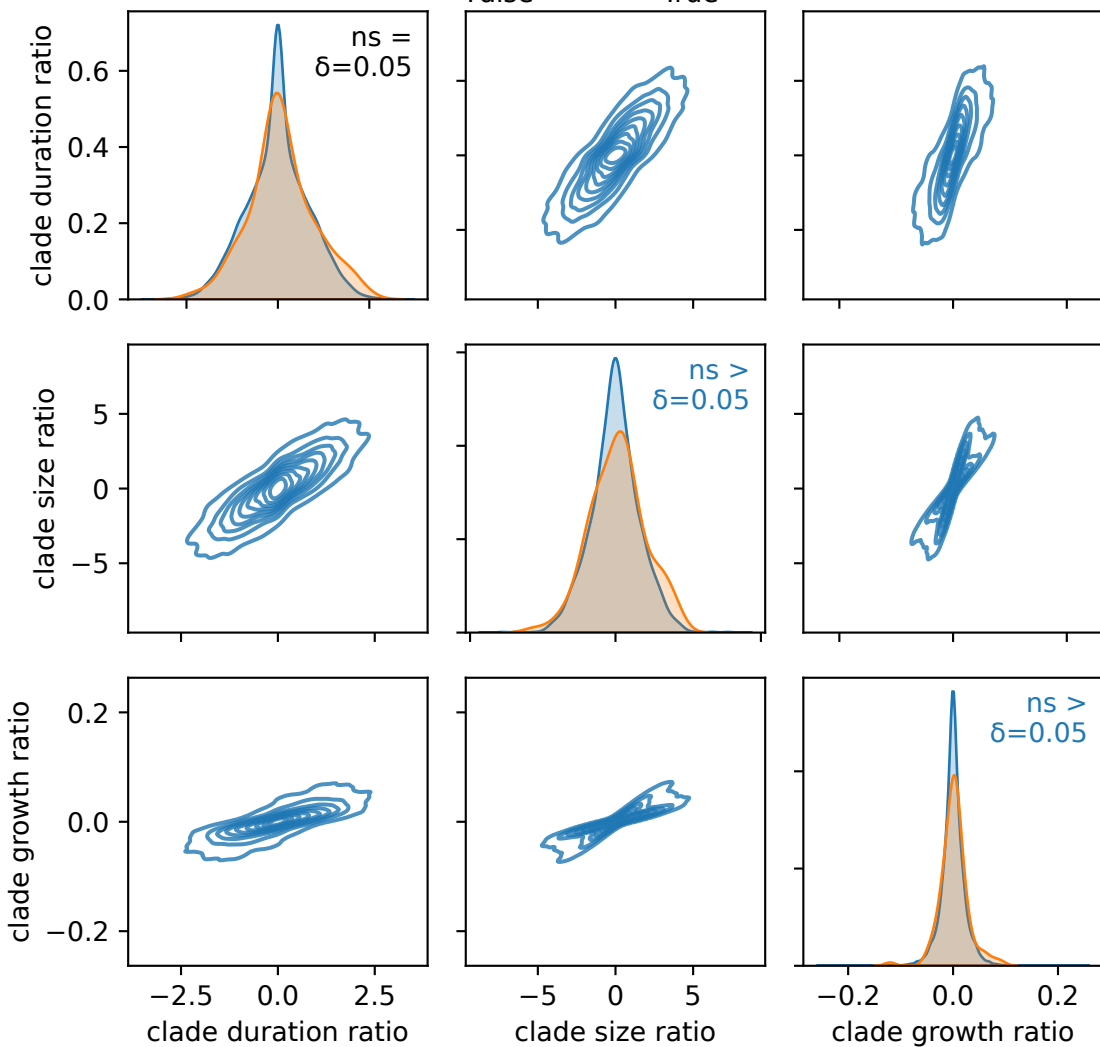 ns =
δ=0.05
clade duration ratio
0.6
0.4
0.2
0.0
ns >
δ=0.05
clade size ratio
5
0
−5
ns >
δ=0.05
clade growth ratio
0.2
0.0
−0.2
−2.5 0.0 2.5
−5 0 5
−0.2 0.0 0.2
clade duration ratio
clade size ratio
clade growth ratio